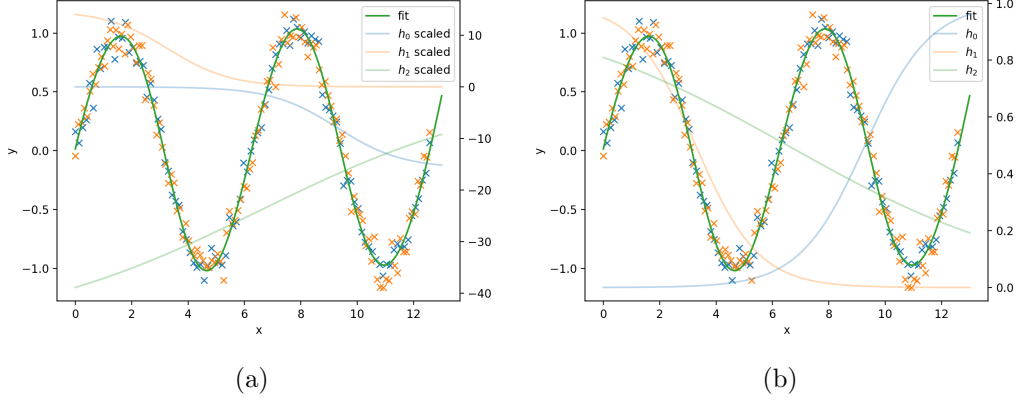 fit
h0 scaled
h1 scaled
h2 scaled
1.0
0.5
0.0
−0.5
−1.0
y
10
0
−10
−20
−30
−40
0 2 4 6 8 10 12
x
(a)
fit
h0
h1
h2
1.0
0.5
0.0
−0.5
−1.0
y
1.0
0.8
0.6
0.4
0.2
0.0
0 2 4 6 8 10 12
x
(b)